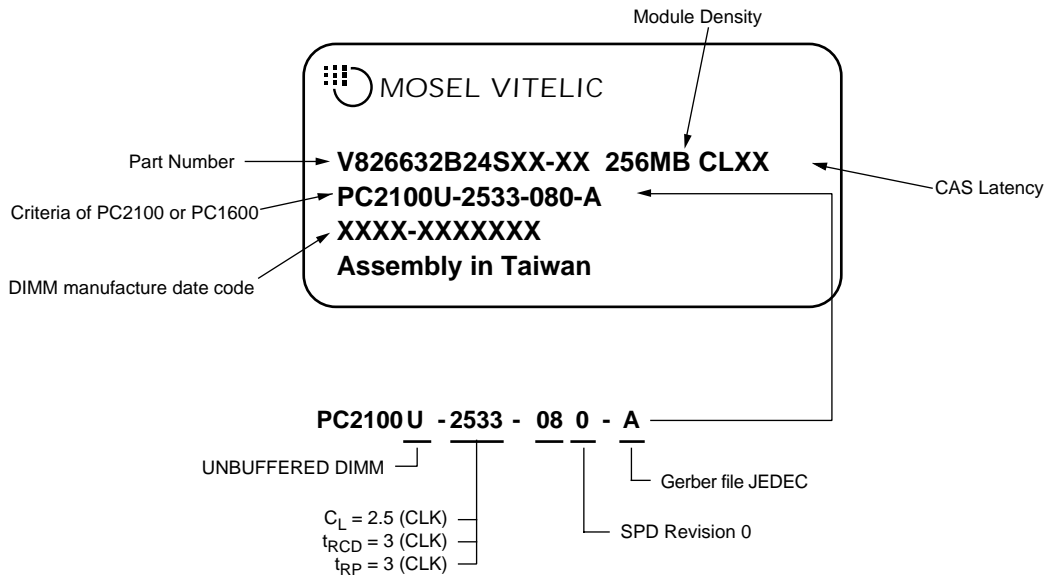 Module Density
MOSEL VITELIC
Part Number
V826632B24SXX-XX 256MB CLXX
CAS Latency
Criteria of PC2100 or PC1600
PC2100U-2533-080-A
XXXX-XXXXXXX
DIMM manufacture date code
Assembly in Taiwan
PC2100 U - 2533 - 08 0 - A
UNBUFFERED DIMM
Gerber file JEDEC
CL = 2.5 (CLK)
SPD Revision 0
tRCD = 3 (CLK)
tRP = 3 (CLK)